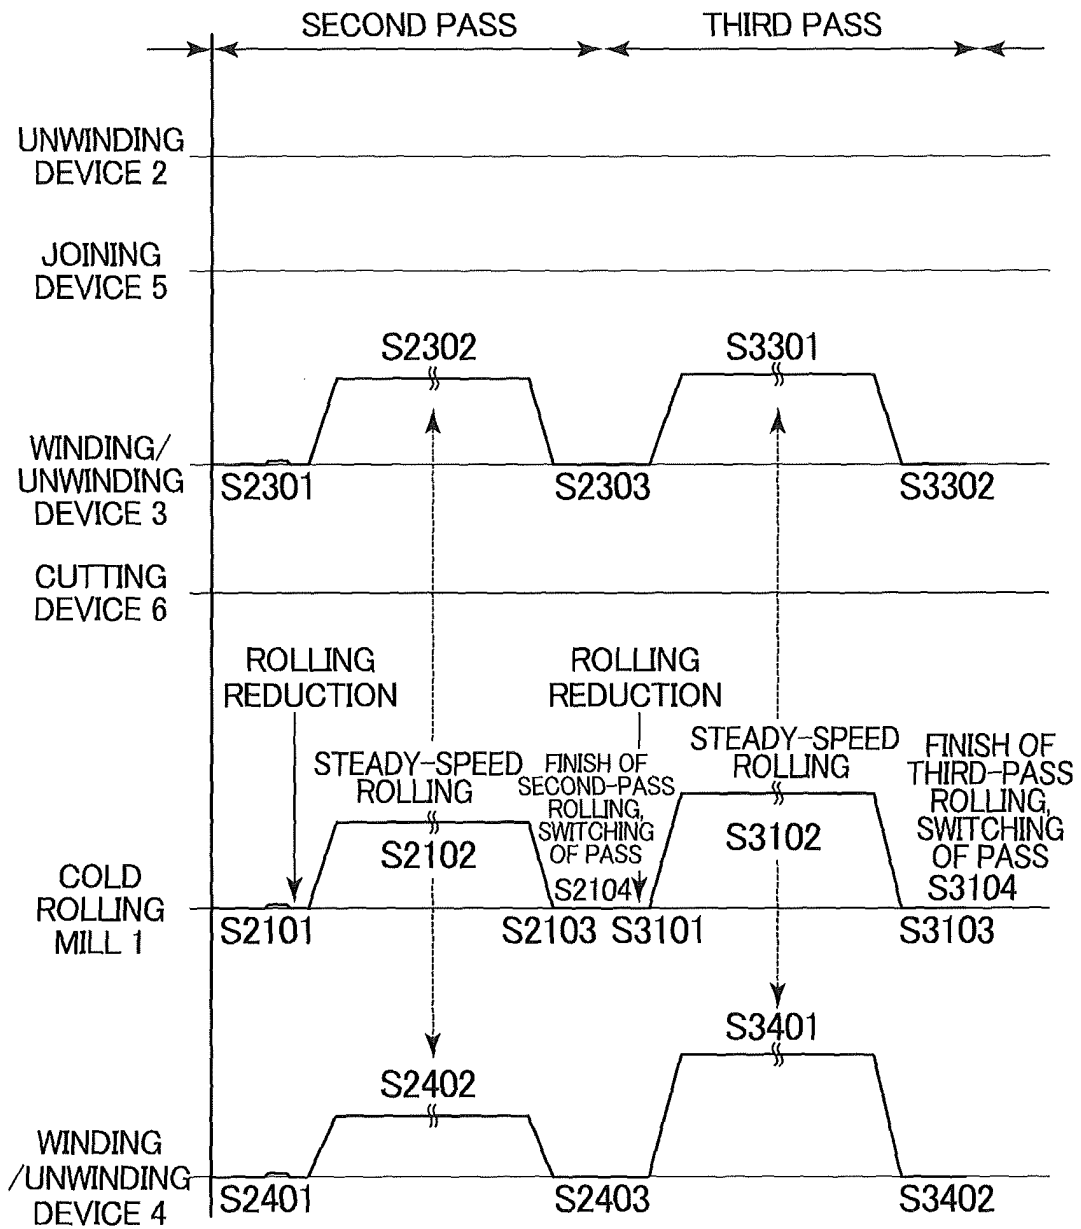 SECOND PASS
THIRD PASS
UNWINDING
DEVICE 2
JOINING
DEVICE 5
S2302
S3301
WINDING/
UNWINDING
DEVICE 3
S2301
S2303
S3302
CUTTING
DEVICE 6
ROLLING
REDUCTION
ROLLING
REDUCTION
STEADY-SPEED
ROLLING
FINISH OF
SECOND-PASS
ROLLING,
SWITCHING
OF PASS
STEADY-SPEED
ROLLING
FINISH OF
THIRD-PASS
ROLLING,
SWITCHING
OF PASS
S2102
S3102
S2104
S3104
COLD
ROLLING
MILL 1
S2101
S2103
S3101
S3103
S3401
S2402
WINDING
/UNWINDING
DEVICE 4
S2401
S2403
S3402